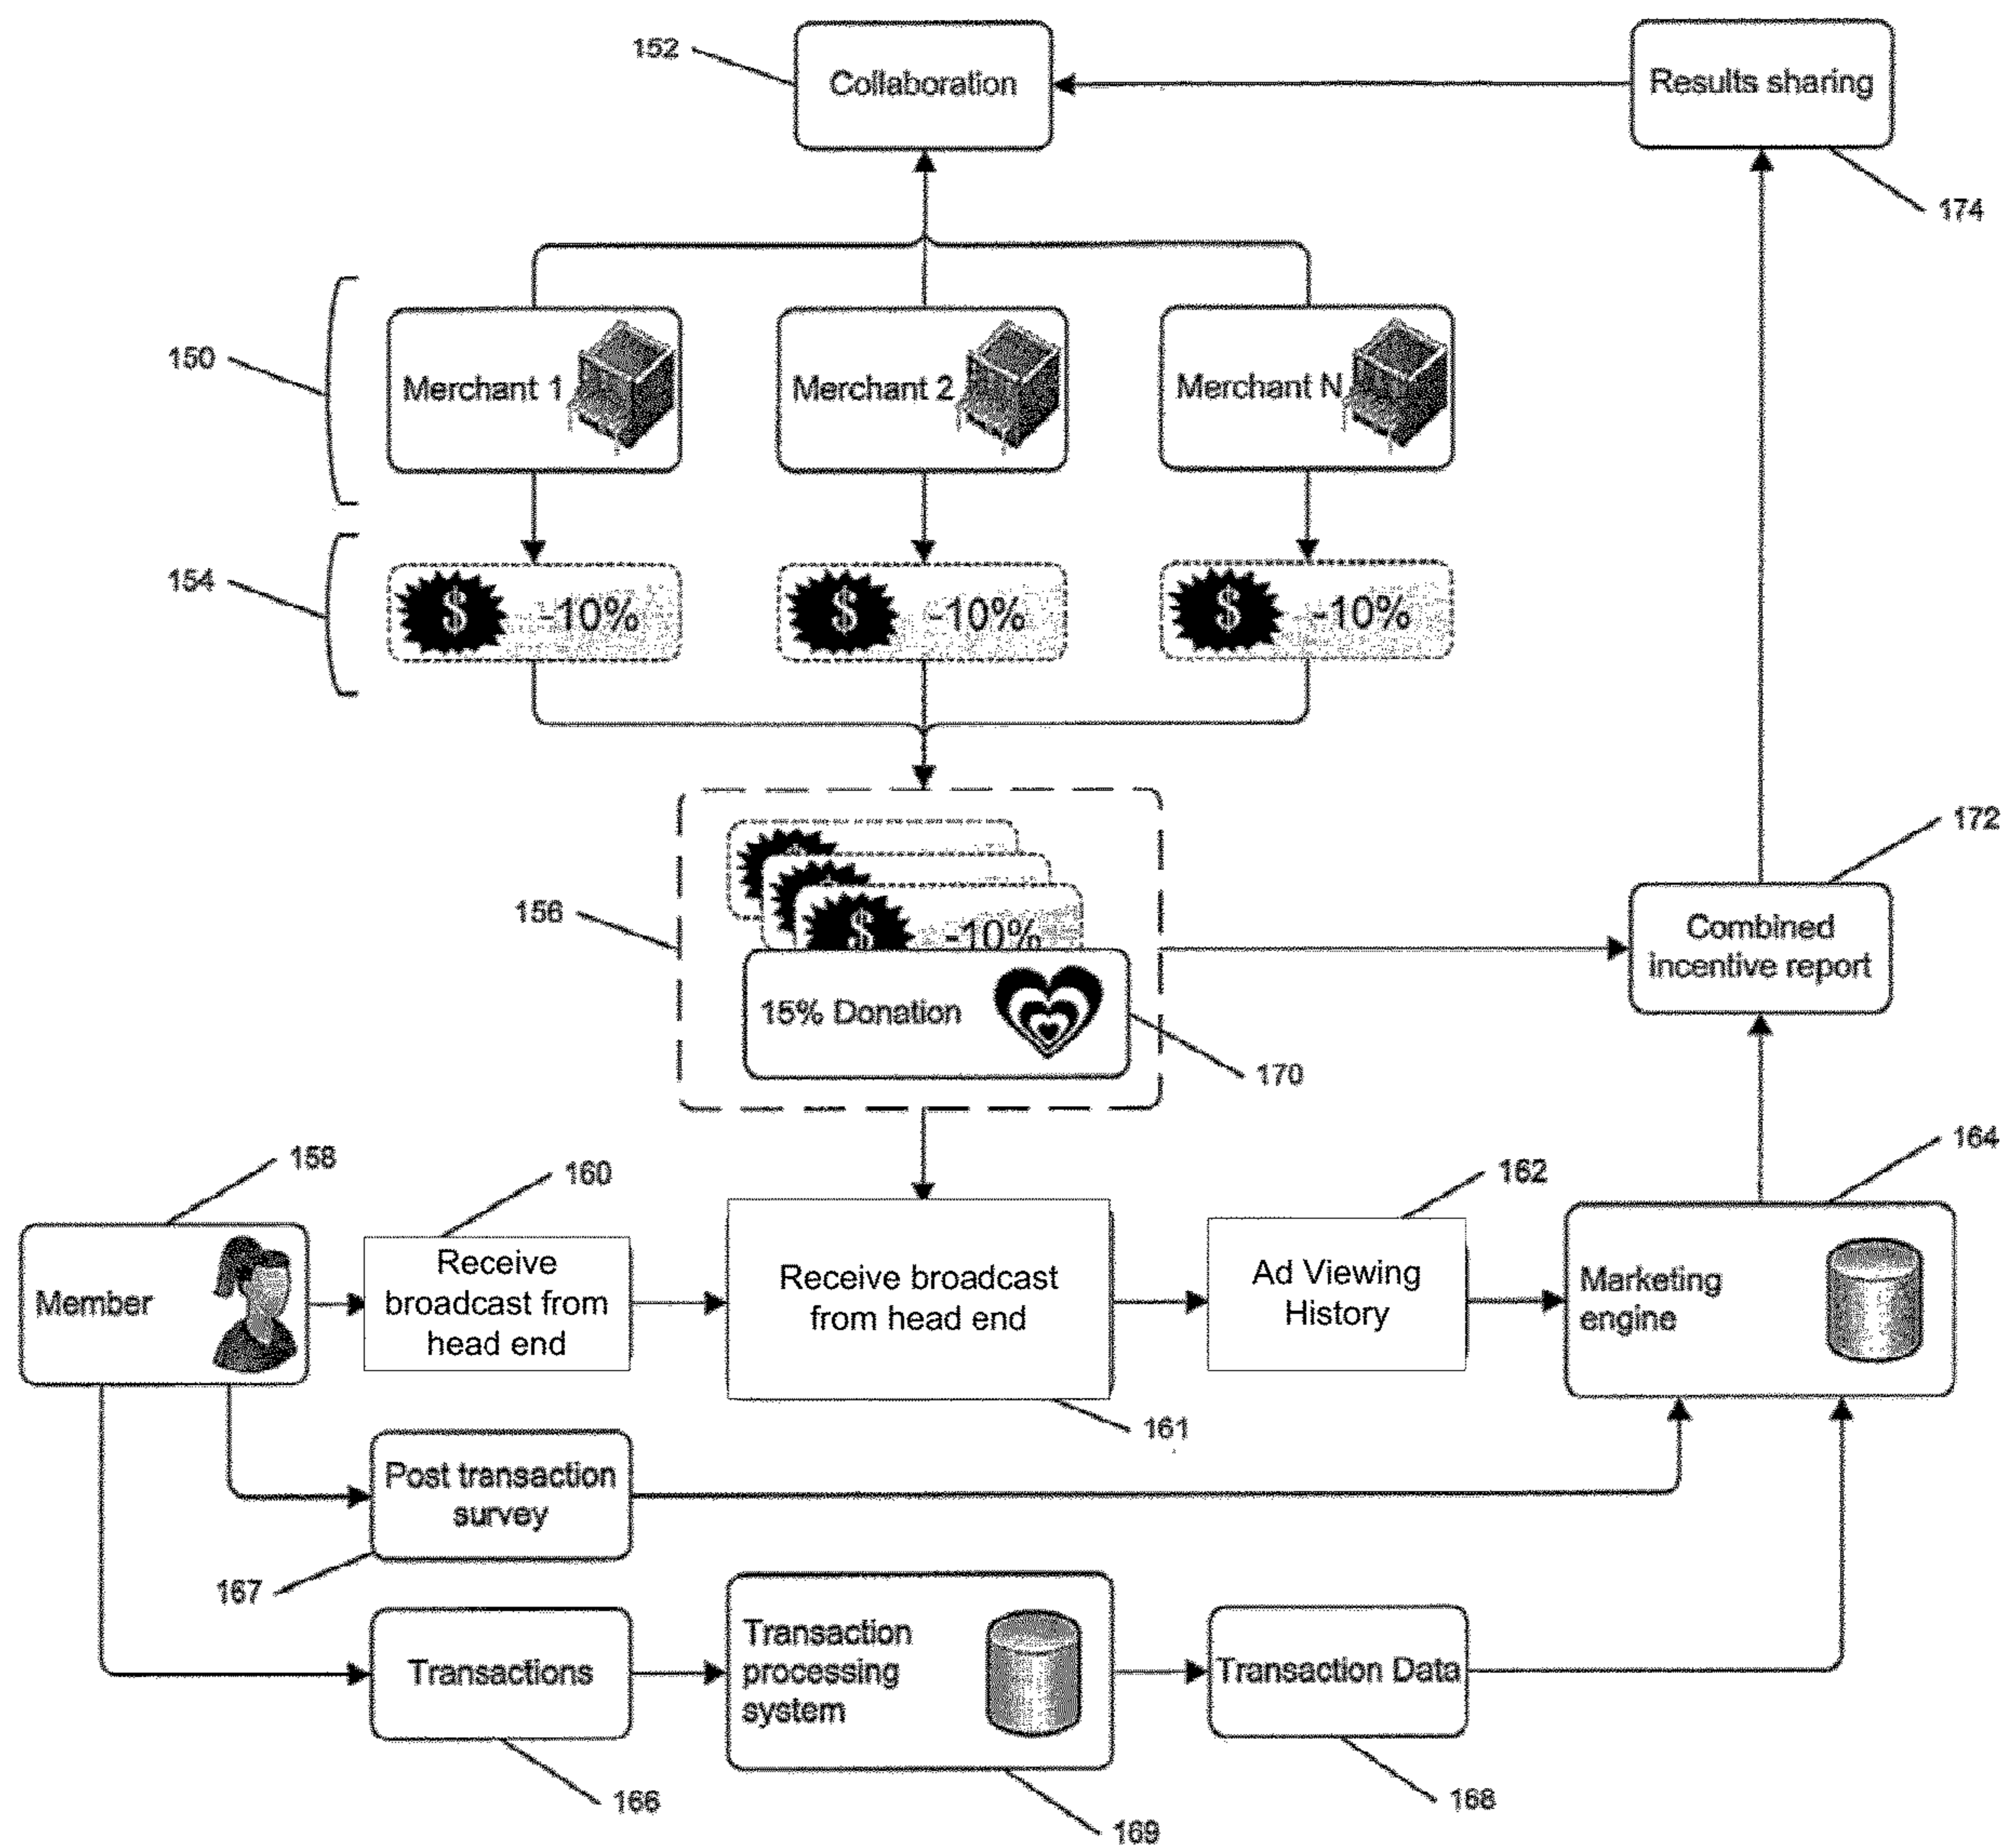 152
Collaboration
Results sharing
174
150
Merchant 1
Merchant 2
Merchant N
154
$ -10%
$ -10%
$ -10%
156
$ -10%
15% Donation
170
172
Combined
incentive report
158
160
162
164
Member
Receive
broadcast from
head end
Receive broadcast
from head end
Ad Viewing
History
Marketing
engine
161
Post transaction
survey
167
Transactions
Transaction
processing
system
Transaction Data
166
169
168